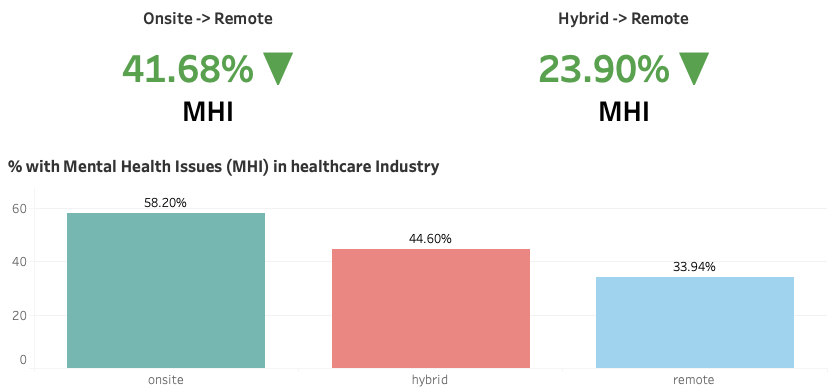 Onsite -> Remote
Hybrid -> Remote
41.68% ▼
23.90% ▼
MHI
MHI
% with Mental Health Issues (MHI) in healthcare Industry
60
40
20
0
58.20%
44.60%
33.94%
onsite
hybrid
remote